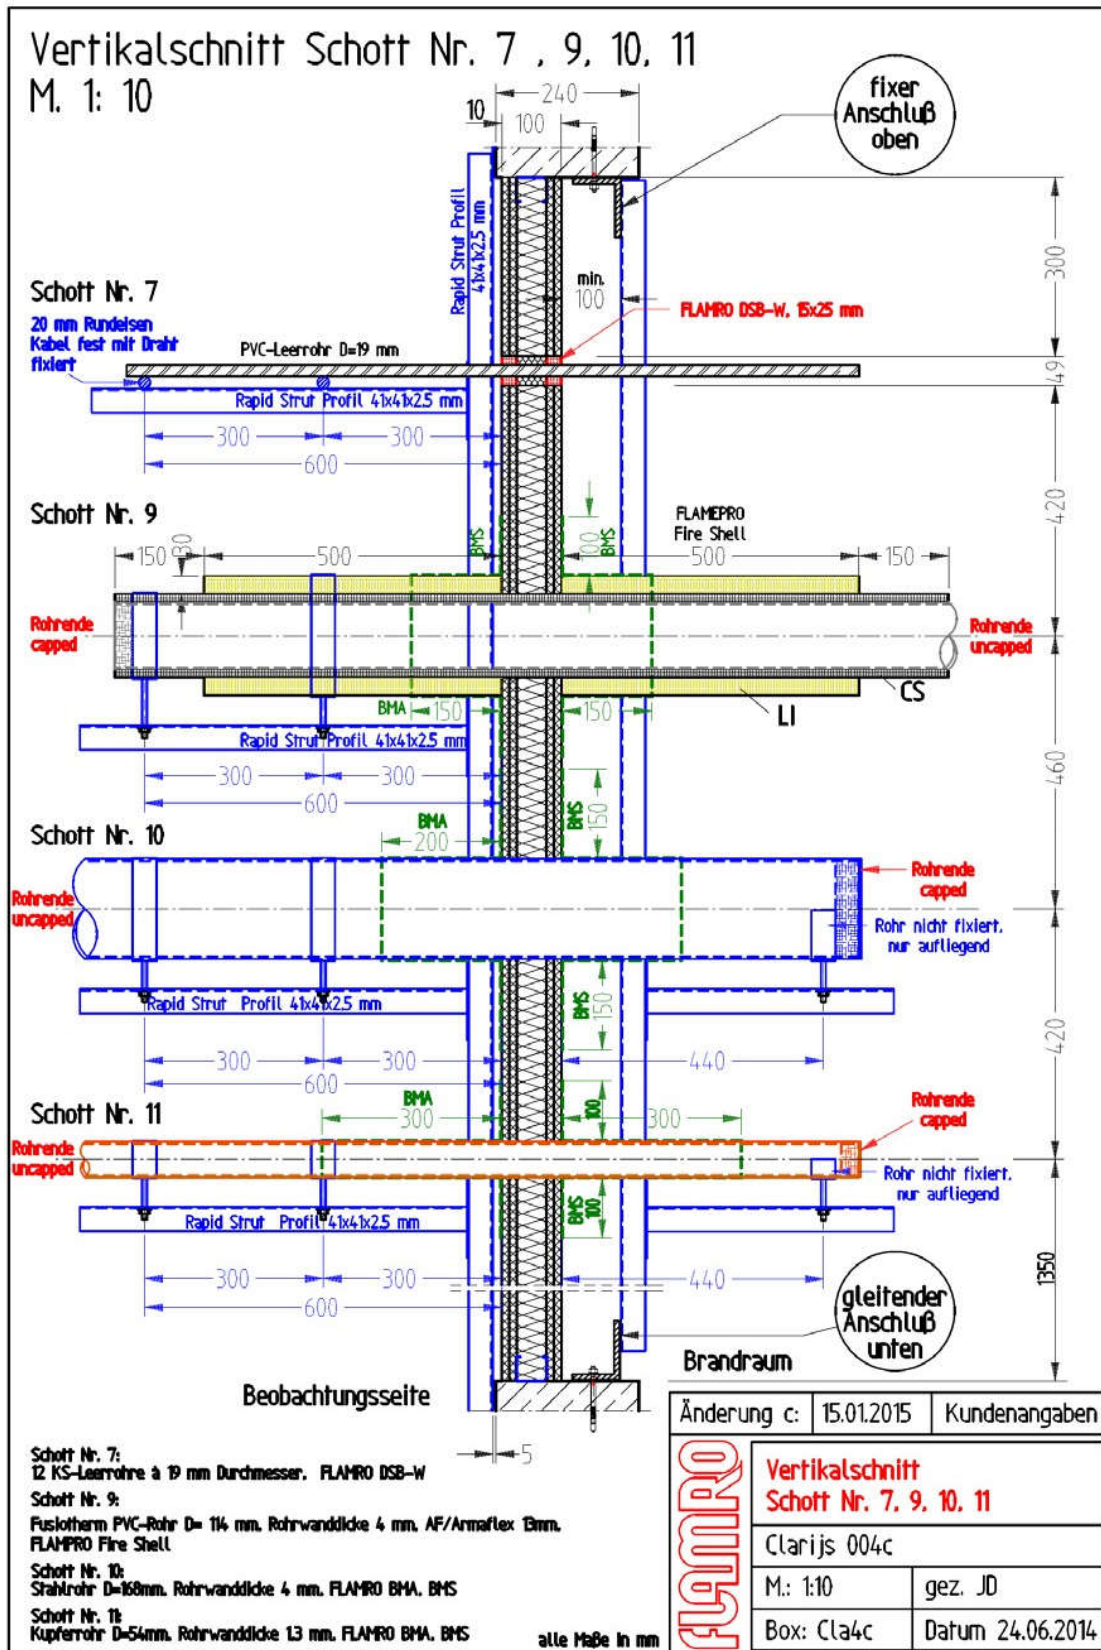 Vertikalschnitt Schott Nr. 7 , 9, 10, 11
M. 1: 10
240
10
100
fixer
Anschluß
oben
Rapid Strut Profil
41x41x2.5 mm
300
Schott Nr. 7
min.
100
FLAMRO DSB-W, 15x25 mm
20 mm Rundeisen
Kabel fest mit Draht
fixiert
PVC-Leerrohr D=19 mm
49
Rapid Strut Profil 41x41x2.5 mm
300
300
600
420
Schott Nr. 9
FLAMEPRO
Fire Shell
BMS
100
BMS
150
30
500
500
150
Rohrende
capped
Rohrende
uncapped
CS
LI
BMA
150
150
Rapid Strut Profil 41x41x2.5 mm
300
300
600
460
Schott Nr. 10
BMA
200
BMS
150
Rohrende
capped
Rohrende
uncapped
Rohr nicht fixiert,
nur aufliegend
Rapid Strut Profil 41x41x2.5 mm
BMS
150
300
300
440
600
420
Schott Nr. 11
BMA
300
100
300
Rohrende
capped
Rohrende
uncapped
Rohr nicht fixiert,
nur aufliegend
BMS
100
Rapid Strut Profil 41x41x2.5 mm
300
300
440
600
1350
gleitender
Anschluß
unten
Brandraum
Beobachtungsseite
5
Änderung c: 15.01.2015 Kundenangaben
Schott Nr. 7:
12 KS-Leerrohre à 19 mm Durchmesser, FLAMRO DSB-W
Schott Nr. 9:
Fusiotherm PVC-Rohr D= 114 mm, Rohrwanddicke 4 mm, AF/Armaflex 13mm,
FLAMPRO Fire Shell
Schott Nr. 10:
Stahlrohr D=168mm, Rohrwanddicke 4 mm, FLAMRO BMA, BMS
Schott Nr. 11:
Kupferrohr D=54mm, Rohrwanddicke 1.3 mm, FLAMRO BMA, BMS
alle Maße in mm
FLAMRO
Vertikalschnitt
Schott Nr. 7, 9, 10, 11
Clarijs 004c
M.: 1:10 gez. JD
Box: Cla4c Datum 24.06.2014